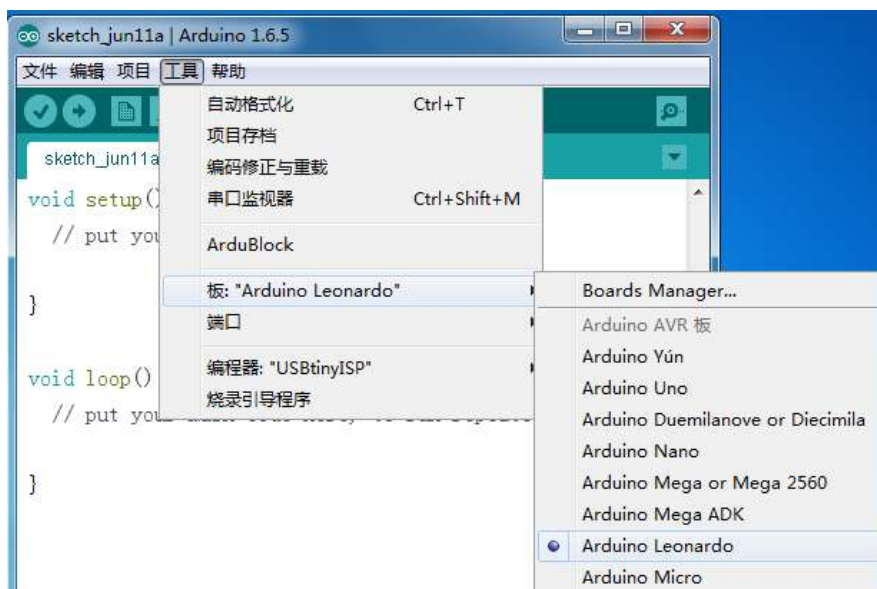 sketch_jun11a | Arduino 1.6.5
文件 编辑 项目 工具 帮助
sketch_jun11a
自动格式化 Ctrl+T
项目存档
编码修正与重载
串口监视器 Ctrl+Shift+M
ArduBlock
板: "Arduino Leonardo"
端口
编程器: "USBtinyISP"
烧录引导程序
void setup()
// put you
}
void loop()
// put you
}
Boards Manager...
Arduino AVR 板
Arduino Yún
Arduino Uno
Arduino Duemilanove or Diecimila
Arduino Nano
Arduino Mega or Mega 2560
Arduino Mega ADK
Arduino Leonardo
Arduino Micro